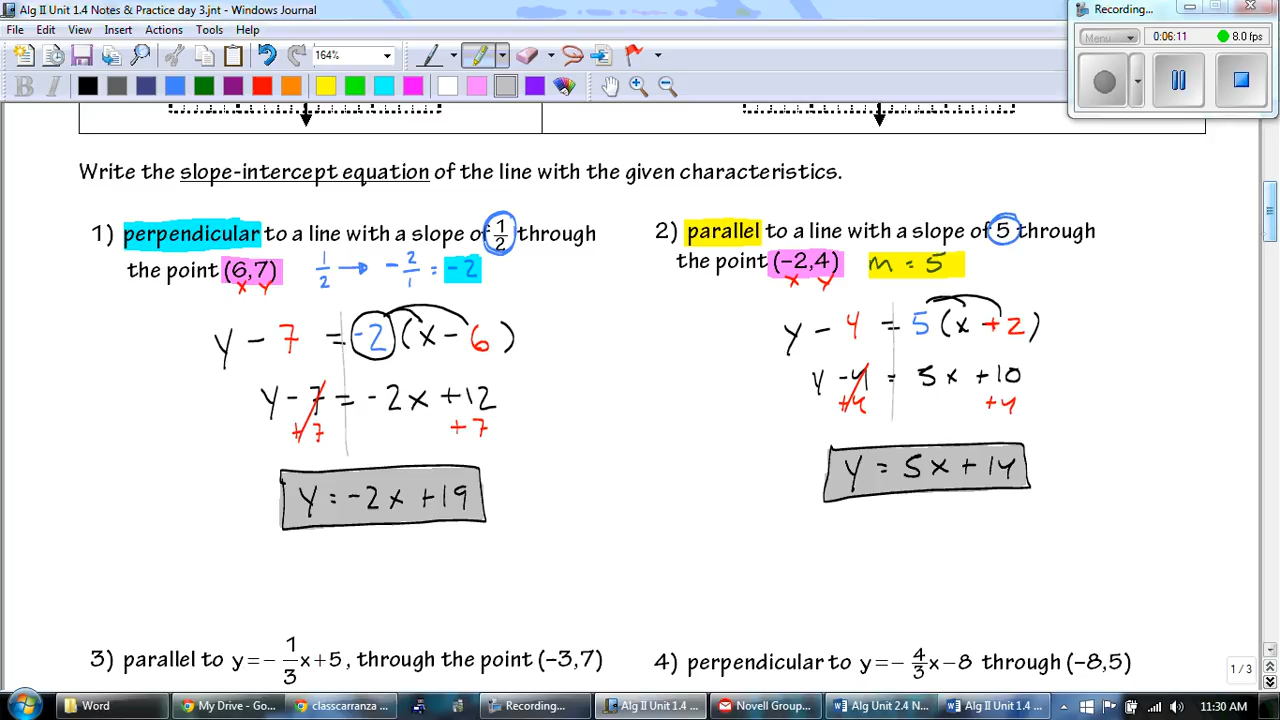 Alg II Unit 1.4 Notes & Practice day 3.jnt - Windows Journal
Recording...
File Edit View Insert Actions Tools Help
Menu
0:06:11
8.0 fps
164%
B I
Write the slope-intercept equation of the line with the given characteristics.
1) perpendicular to a line with a slope of 1/2 through
the point (6,7) 1/2 → - 2/1 = -2
x y
y - 7 = -2 (x - 6)
y - 7 = -2x +12
+7 +7
y = -2x +19
2) parallel to a line with a slope of 5 through
the point (−2,4) m = 5
x y
y - 4 = 5 (x + 2)
y - 4 = 5x +10
+4 +4
y = 5x + 14
3) parallel to y = − 1/3 x + 5, through the point (−3,7)
4) perpendicular to y = − 4/3 x − 8 through (−8,5)
1 / 3
Word
My Drive - Go...
classcarranza ...
Recording...
Alg II Unit 1.4 ...
Novell Group...
Alg II 2.4 N...
Alg II Unit 1.4 ...
11:30 AM